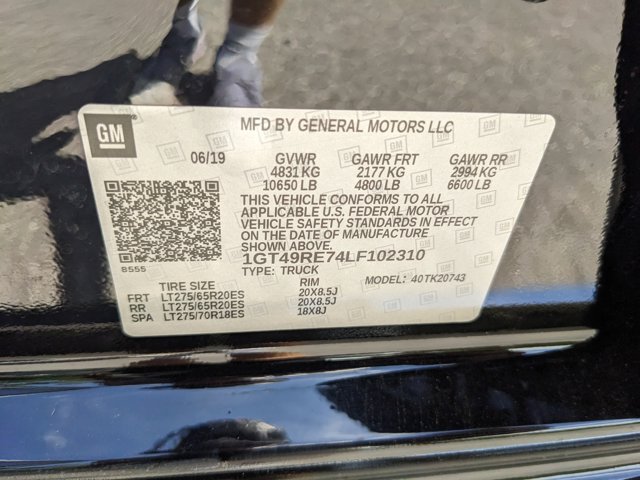 GM
MFD BY GENERAL MOTORS LLC
06/19 GVWR GAWR FRT GAWR RR
4831 KG 2177 KG 2994 KG
10650 LB 4800 LB 6600 LB
THIS VEHICLE CONFORMS TO ALL
APPLICABLE U.S. FEDERAL MOTOR
VEHICLE SAFETY STANDARDS IN EFFECT
ON THE DATE OF MANUFACTURE
SHOWN ABOVE.
1GT49RE74LF102310
8555
TYPE: TRUCK
MODEL: 40TK20743
TIRE SIZE RIM
FRT LT275/65R20ES 20X8.5J
RR LT275/65R20ES 20X8.5J
SPA LT275/70R18ES 18X8J